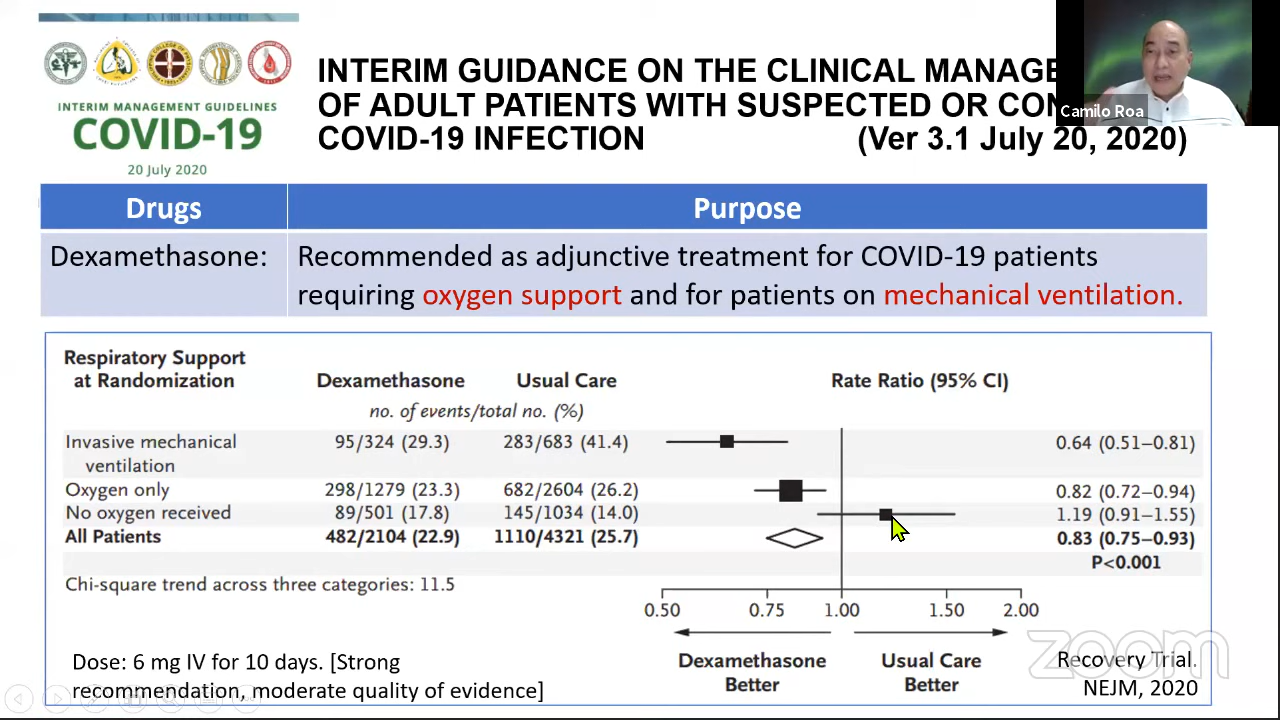 INTERIM MANAGEMENT GUIDELINES
COVID-19
20 July 2020
INTERIM GUIDANCE ON THE CLINICAL MANAGE
OF ADULT PATIENTS WITH SUSPECTED OR CON
COVID-19 INFECTION (Ver 3.1 July 20, 2020)
Camilo Roa
Drugs Purpose
Dexamethasone: Recommended as adjunctive treatment for COVID-19 patients
requiring oxygen support and for patients on mechanical ventilation.
Respiratory Support
at Randomization Dexamethasone Usual Care Rate Ratio (95% CI)
no. of events/total no. (%)
Invasive mechanical 95/324 (29.3) 283/683 (41.4) 0.64 (0.51–0.81)
ventilation
Oxygen only 298/1279 (23.3) 682/2604 (26.2) 0.82 (0.72–0.94)
No oxygen received 89/501 (17.8) 145/1034 (14.0) 1.19 (0.91–1.55)
All Patients 482/2104 (22.9) 1110/4321 (25.7) 0.83 (0.75–0.93)
P<0.001
Chi-square trend across three categories: 11.5
0.50 0.75 1.00 1.50 2.00
Dexamethasone Usual Care
Better Better
Dose: 6 mg IV for 10 days. [Strong
recommendation, moderate quality of evidence]
Recovery Trial.
NEJM, 2020
zoom